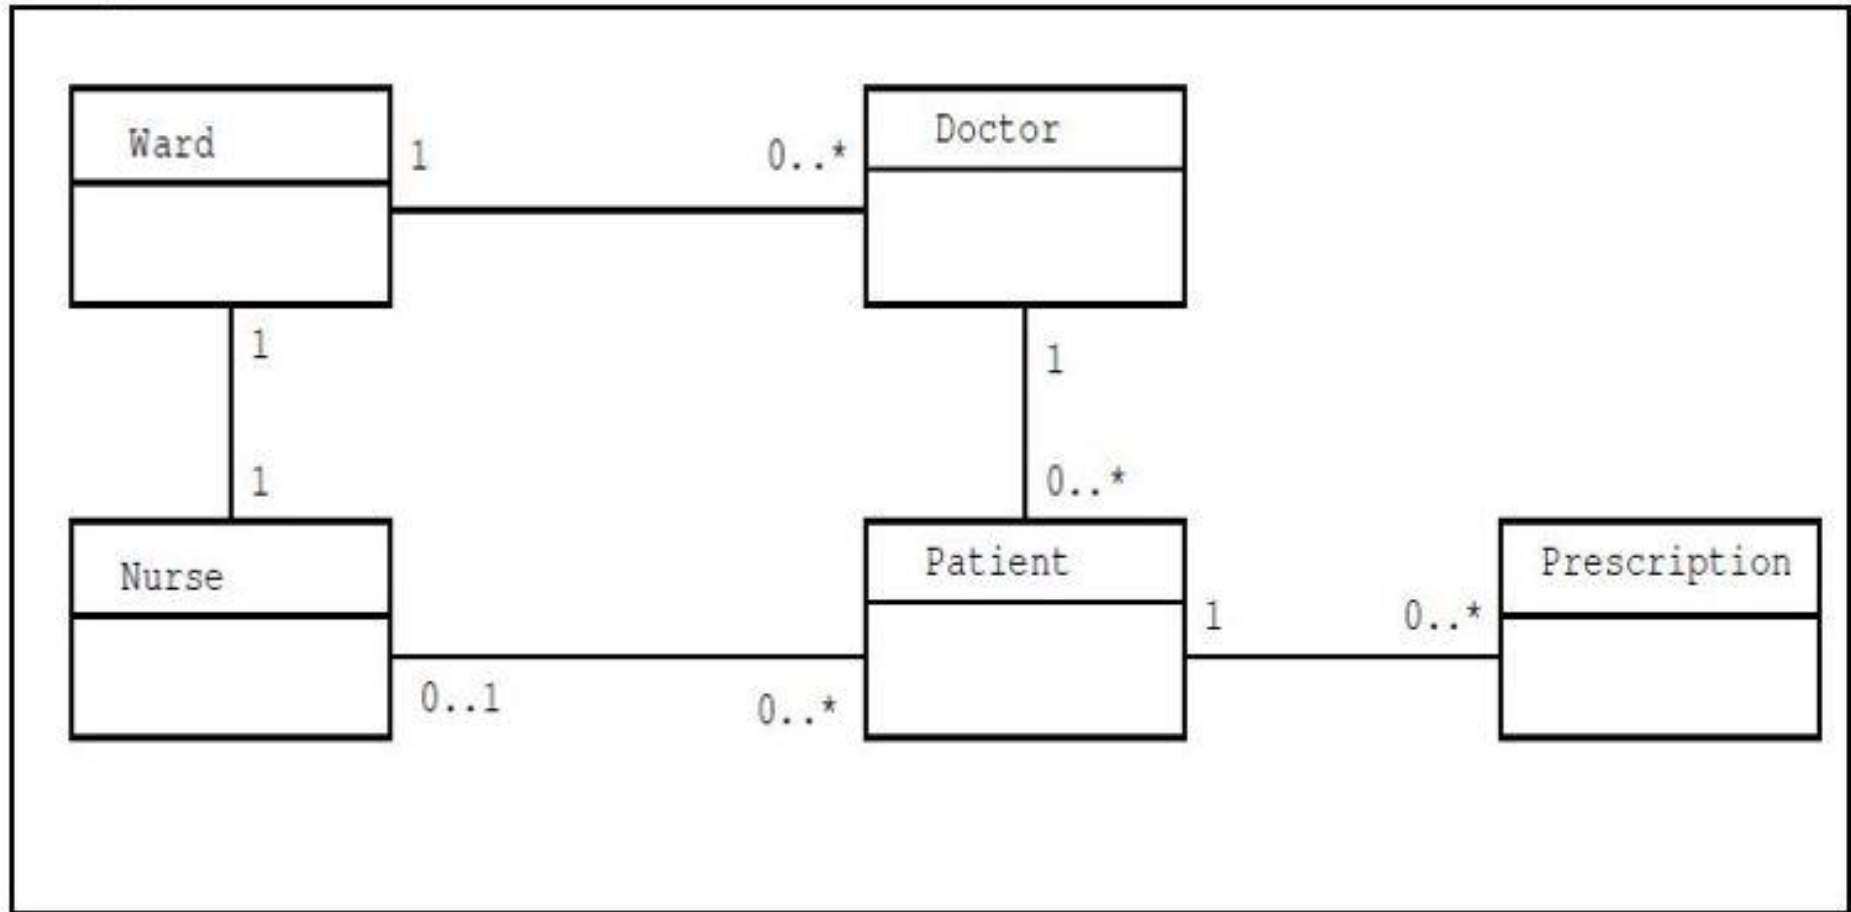 Ward
1
0..*
Doctor
1
1
1
0..*
Nurse
0..1
0..*
Patient
1
0..*
Prescription